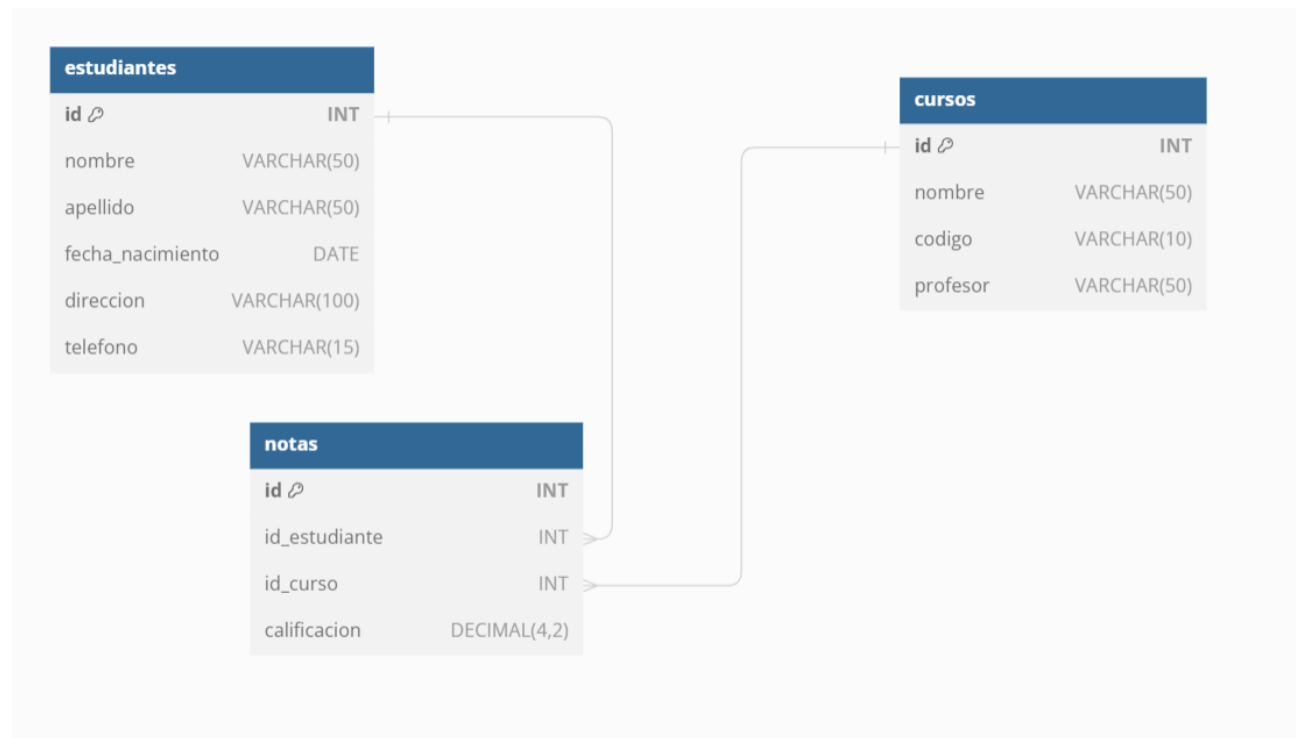 estudiantes
id INT
nombre VARCHAR(50)
apellido VARCHAR(50)
fecha_nacimiento DATE
direccion VARCHAR(100)
telefono VARCHAR(15)
cursos
id INT
nombre VARCHAR(50)
codigo VARCHAR(10)
profesor VARCHAR(50)
notas
id INT
id_estudiante INT
id_curso INT
calificacion DECIMAL(4,2)